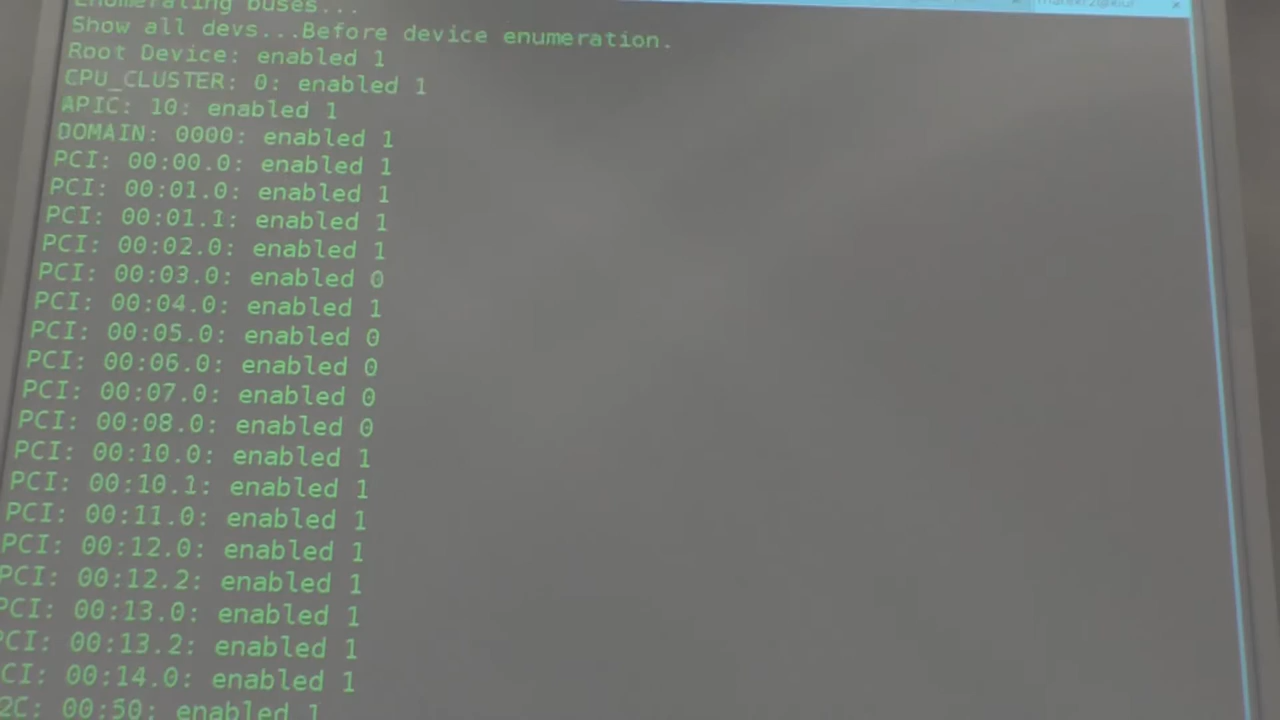 Enumerating buses...
Show all devs...Before device enumeration.
Root Device: enabled 1
CPU_CLUSTER: 0: enabled 1
APIC: 10: enabled 1
DOMAIN: 0000: enabled 1
PCI: 00:00.0: enabled 1
PCI: 00:01.0: enabled 1
PCI: 00:01.1: enabled 1
PCI: 00:02.0: enabled 1
PCI: 00:03.0: enabled 0
PCI: 00:04.0: enabled 1
PCI: 00:05.0: enabled 0
PCI: 00:06.0: enabled 0
PCI: 00:07.0: enabled 0
PCI: 00:08.0: enabled 0
PCI: 00:10.0: enabled 1
PCI: 00:10.1: enabled 1
PCI: 00:11.0: enabled 1
PCI: 00:12.0: enabled 1
PCI: 00:12.2: enabled 1
PCI: 00:13.0: enabled 1
PCI: 00:13.2: enabled 1
CI: 00:14.0: enabled 1
2C: 00:50: enabled 1